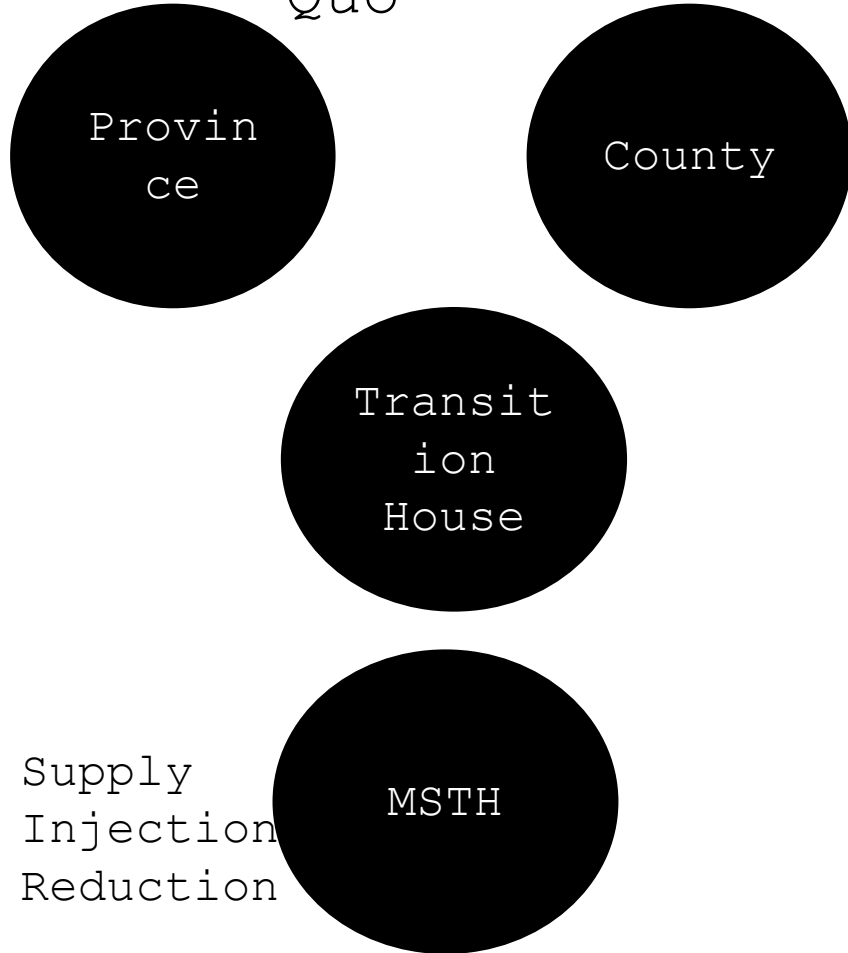 Quo
Provin
ce
County
Transit
ion
House
MSTH
Supply
Injection
Reduction